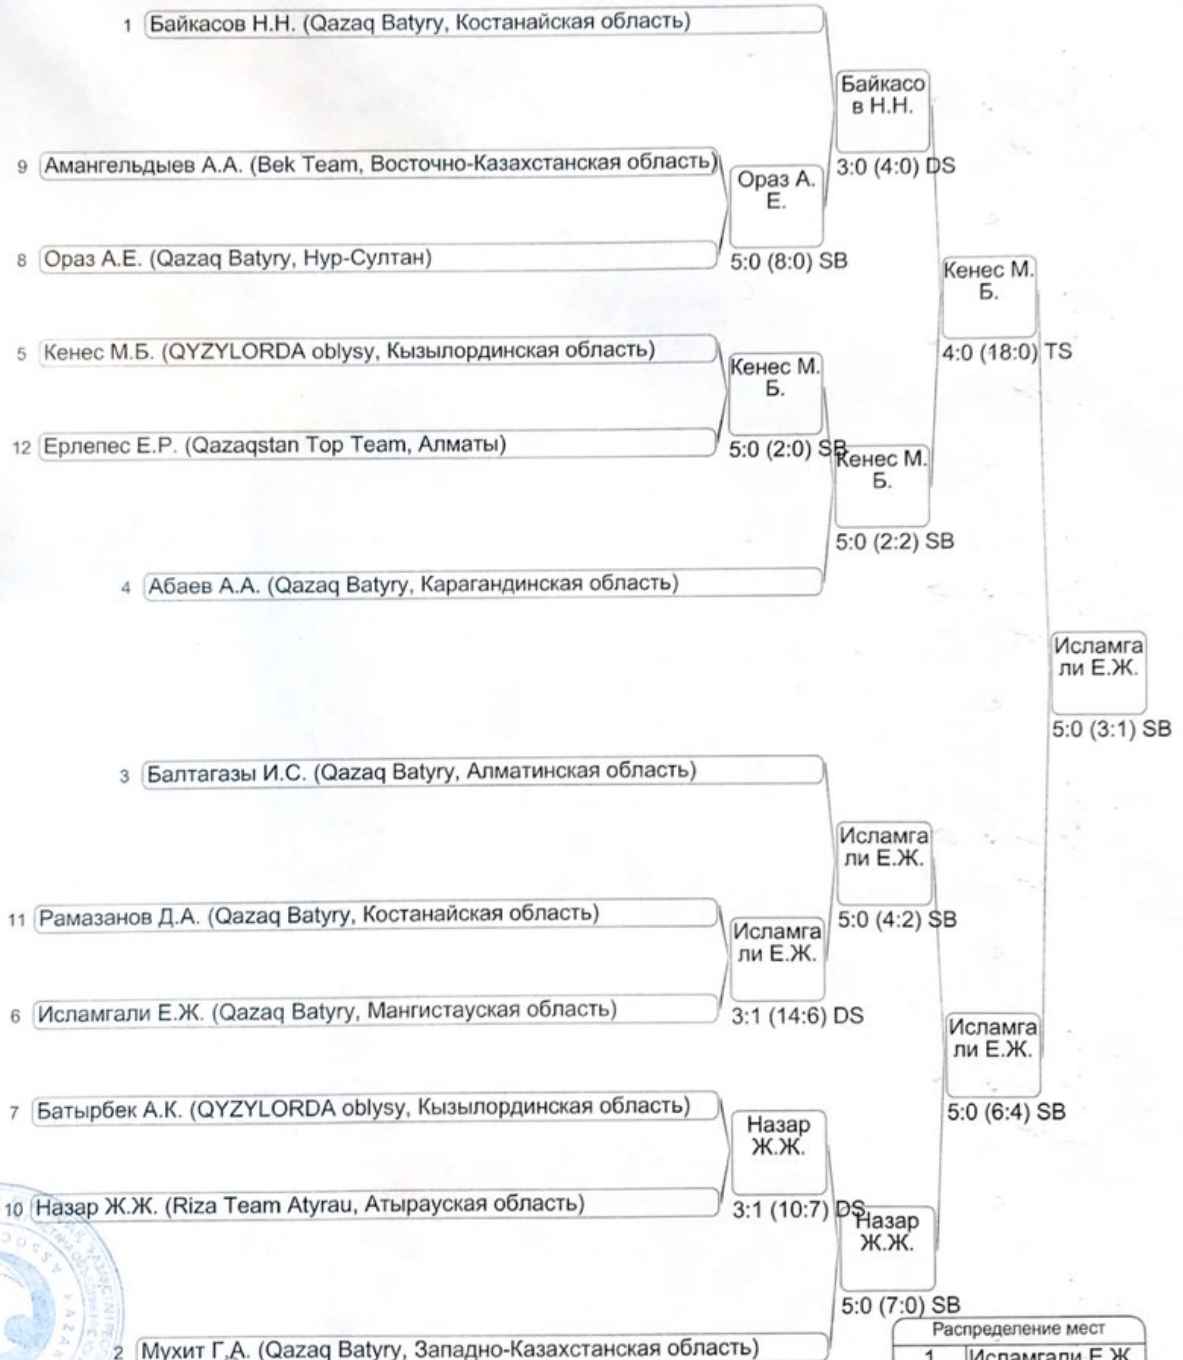 1 Байкасов Н.Н. (Qazaq Batyry, Костанайская область)
Байкасо
в Н.Н.
3:0 (4:0) DS
9 Амангельдыев А.А. (Bek Team, Восточно-Казахстанская область)
Ораз А.
Е.
5:0 (8:0) SB
8 Ораз А.Е. (Qazaq Batyry, Нур-Султан)
Кенес М.
Б.
4:0 (18:0) TS
5 Кенес М.Б. (QYZYLORDA oblysy, Кызылординская область)
Кенес М.
Б.
5:0 (2:0) SB
12 Ерлепес Е.Р. (Qazaqstan Top Team, Алматы)
Кенес М.
Б.
5:0 (2:2) SB
4 Абаев А.А. (Qazaq Batyry, Карагандинская область)
Исламга
ли Е.Ж.
5:0 (3:1) SB
3 Балтагазы И.С. (Qazaq Batyry, Алматинская область)
Исламга
ли Е.Ж.
5:0 (4:2) SB
11 Рамазанов Д.А. (Qazaq Batyry, Костанайская область)
Исламга
ли Е.Ж.
3:1 (14:6) DS
6 Исламгали Е.Ж. (Qazaq Batyry, Мангистауская область)
Исламга
ли Е.Ж.
5:0 (6:4) SB
7 Батырбек А.К. (QYZYLORDA oblysy, Кызылординская область)
Назар
Ж.Ж.
3:1 (10:7) DS
10 Назар Ж.Ж. (Riza Team Atyrau, Атырауская область)
Назар
Ж.Ж.
5:0 (7:0) SB
2 Мухит Г.А. (Qazaq Batyry, Западно-Казахстанская область)
Распределение мест
1 Исламгали Е.Ж.